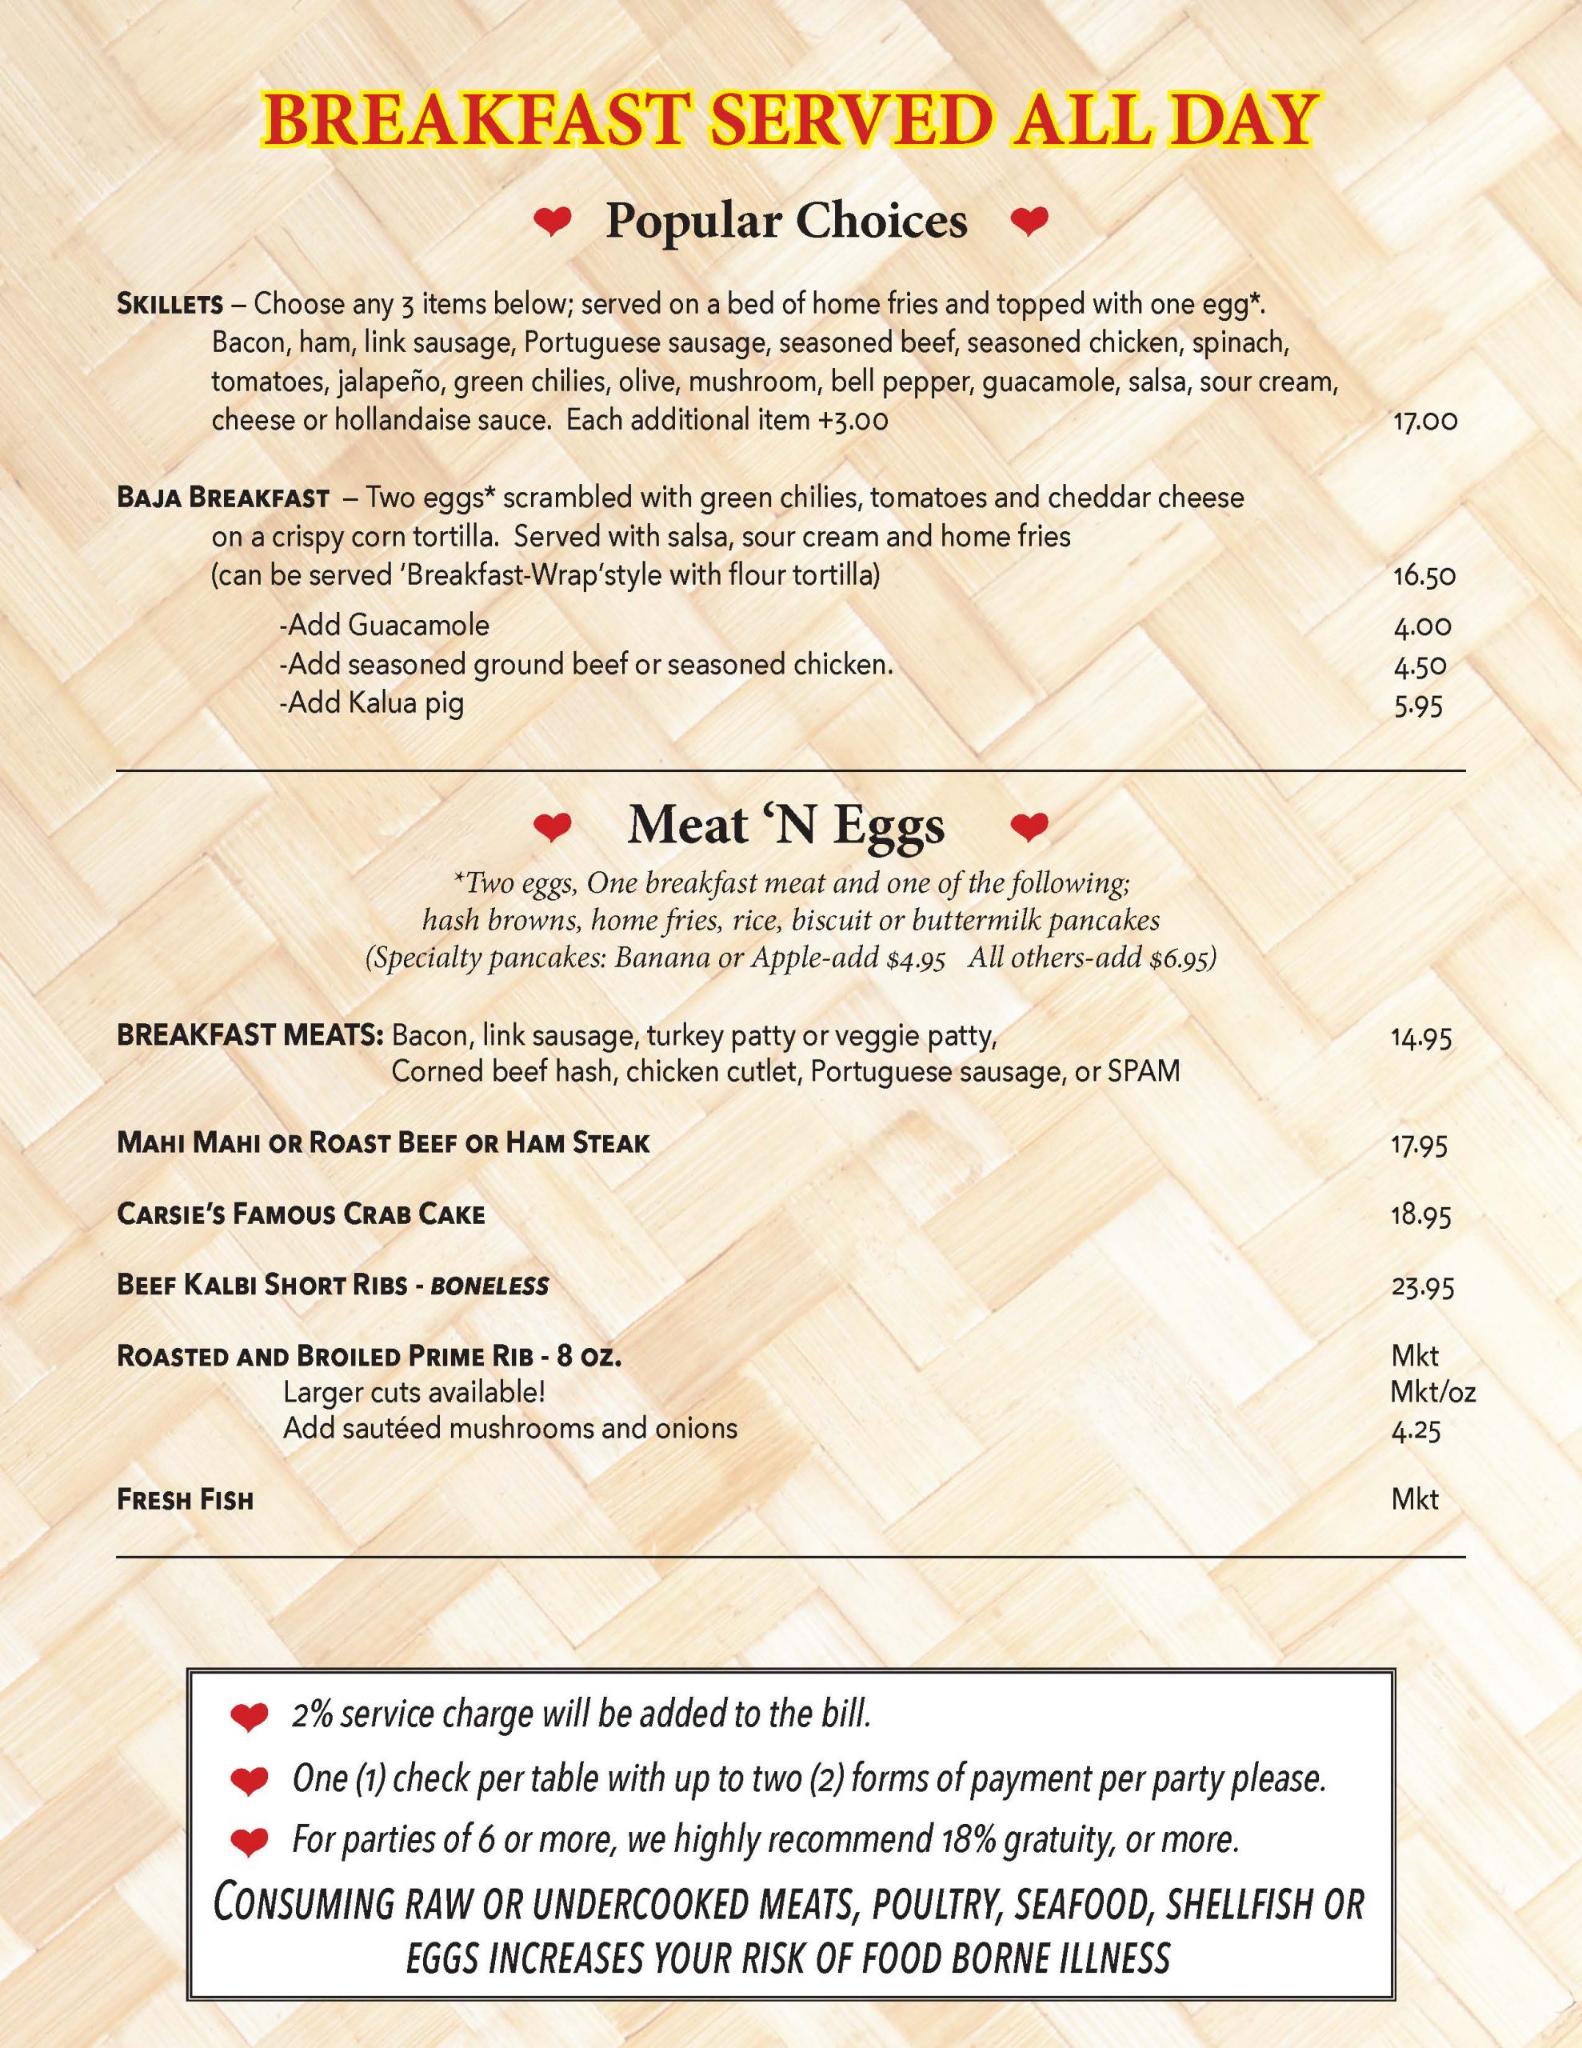 BREAKFAST SERVED ALL DAY
Popular Choices
SKILLETS – Choose any 3 items below; served on a bed of home fries and topped with one egg*.
Bacon, ham, link sausage, Portuguese sausage, seasoned beef, seasoned chicken, spinach,
tomatoes, jalapeño, green chilies, olive, mushroom, bell pepper, guacamole, salsa, sour cream,
cheese or hollandaise sauce. Each additional item +3.00 17.00
BAJA BREAKFAST – Two eggs* scrambled with green chilies, tomatoes and cheddar cheese
on a crispy corn tortilla. Served with salsa, sour cream and home fries
(can be served ‘Breakfast-Wrap’style with flour tortilla) 16.50
-Add Guacamole 4.00
-Add seasoned ground beef or seasoned chicken. 4.50
-Add Kalua pig 5.95
Meat ‘N Eggs
*Two eggs, One breakfast meat and one of the following;
hash browns, home fries, rice, biscuit or buttermilk pancakes
(Specialty pancakes: Banana or Apple-add $4.95 All others-add $6.95)
BREAKFAST MEATS: Bacon, link sausage, turkey patty or veggie patty, 14.95
Corned beef hash, chicken cutlet, Portuguese sausage, or SPAM
MAHI MAHI OR ROAST BEEF OR HAM STEAK 17.95
CARSIE’S FAMOUS CRAB CAKE 18.95
BEEF KALBI SHORT RIBS - BONELESS 23.95
ROASTED AND BROILED PRIME RIB - 8 OZ. Mkt
Larger cuts available! Mkt/oz
Add sautéed mushrooms and onions 4.25
FRESH FISH Mkt
2% service charge will be added to the bill.
One (1) check per table with up to two (2) forms of payment per party please.
For parties of 6 or more, we highly recommend 18% gratuity, or more.
CONSUMING RAW OR UNDERCOOKED MEATS, POULTRY, SEAFOOD, SHELLFISH OR
EGGS INCREASES YOUR RISK OF FOOD BORNE ILLNESS